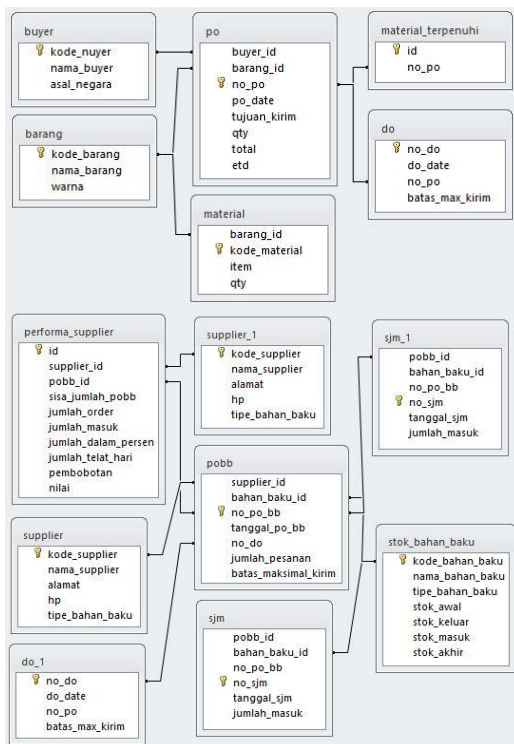 buyer
kode_nuyer
nama_buyer
asal_negara
po
buyer_id
barang_id
no_po
po_date
tujuan_kirim
qty
total
etd
material_terpenuhi
id
no_po
barang
kode_barang
nama_barang
warna
do
no_do
do_date
no_po
batas_max_kirim
material
barang_id
kode_material
item
qty
performa_supplier
id
supplier_id
pobb_id
sisa_jumlah_pobb
jumlah_order
jumlah_masuk
jumlah_dalam_persen
jumlah_telat_hari
pembobotan
nilai
supplier_1
kode_supplier
nama_supplier
alamat
hp
tipe_bahan_baku
sjm_1
pobb_id
bahan_baku_id
no_po_bb
no_sjm
tanggal_sjm
jumlah_masuk
pobb
supplier_id
bahan_baku_id
no_po_bb
tanggal_po_bb
no_do
jumlah_pesanan
batas_maksimal_kirim
supplier
kode_supplier
nama_supplier
alamat
hp
tipe_bahan_baku
stok_bahan_baku
kode_bahan_baku
nama_bahan_baku
tipe_bahan_baku
stok_awal
stok_keluar
stok_masuk
stok_akhir
sjm
pobb_id
bahan_baku_id
no_po_bb
no_sjm
tanggal_sjm
jumlah_masuk
do_1
no_do
do_date
no_po
batas_max_kirim